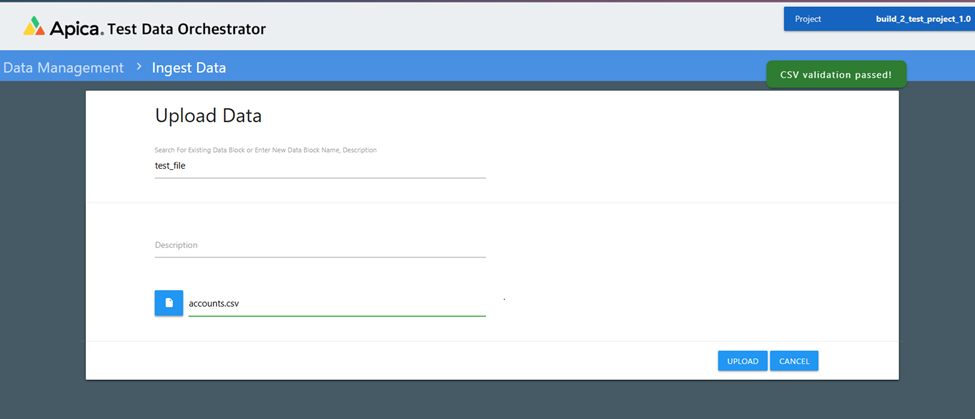 Apica Test Data Orchestrator
Project build_2_test_project_1.0
Data Management > Ingest Data
CSV validation passed!
Upload Data
Search For Existing Data Block or Enter New Data Block Name, Description
test_file
Description
accounts.csv
UPLOAD CANCEL